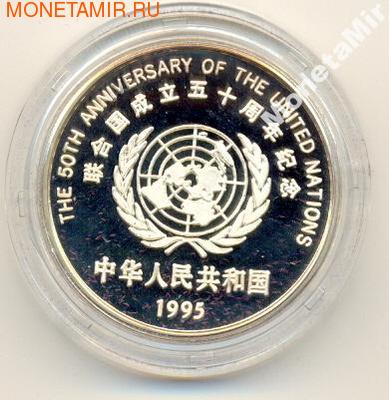 WWW.MONETAMIR.RU
MonetaMir
THE 50TH ANNIVERSARY OF THE UNITED NATIONS
联合国成立五十周年纪念
中华人民共和国
1995